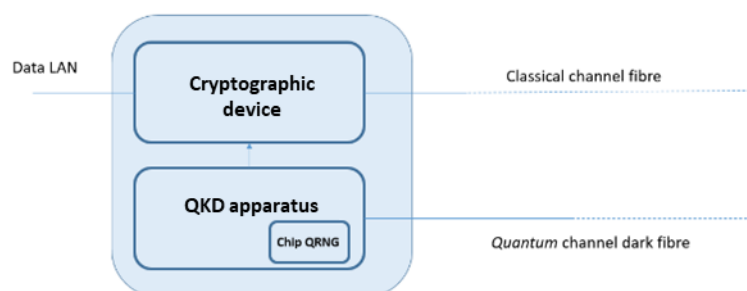 Data LAN
Cryptographic
device
Classical channel fibre
QKD apparatus
Chip QRNG
Quantum channel dark fibre